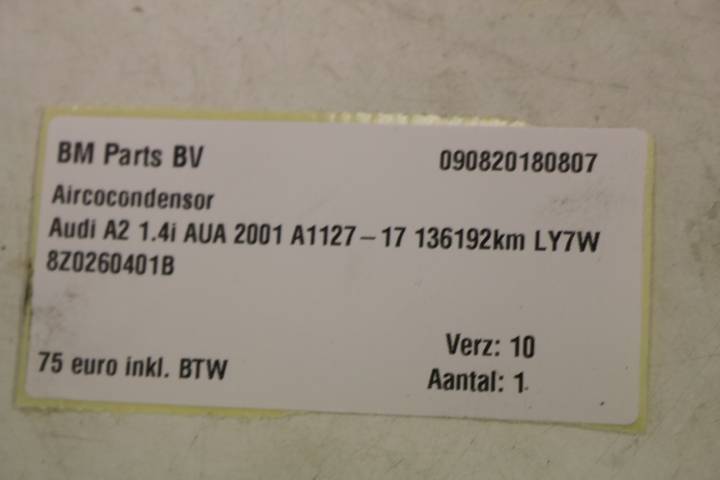 BM Parts BV 090820180807
Aircocondensor
Audi A2 1.4i AUA 2001 A1127-17 136192km LY7W
8Z0260401B
Verz: 10
75 euro inkl. BTW
Aantal: 1